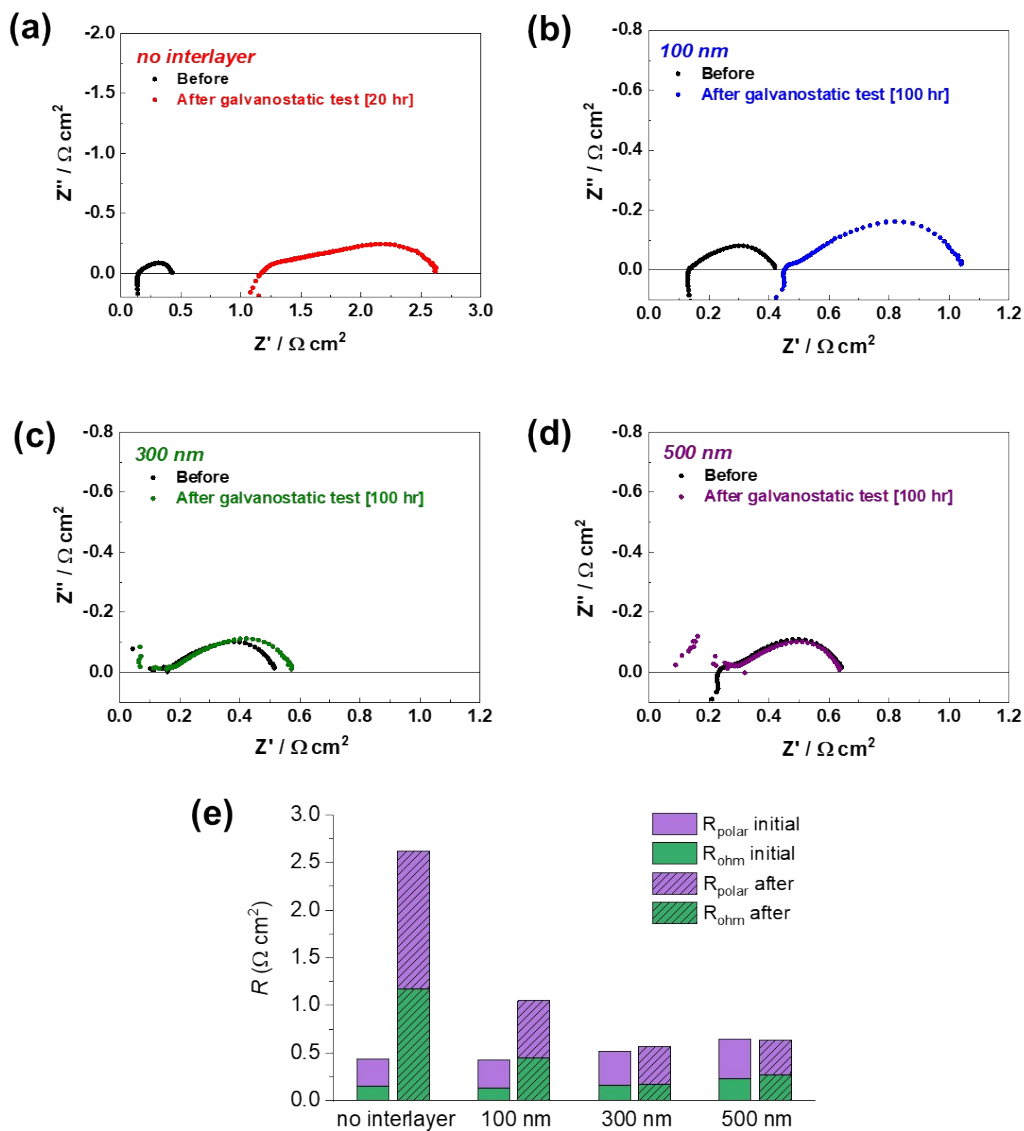 (a)
-2.0
-1.5
-1.0
-0.5
0.0
Z'' / Ω cm²
no interlayer
Before
After galvanostatic test [20 hr]
0.0 0.5 1.0 1.5 2.0 2.5 3.0
Z' / Ω cm²
(b)
-0.8
-0.6
-0.4
-0.2
0.0
Z'' / Ω cm²
100 nm
Before
After galvanostatic test [100 hr]
0.0 0.2 0.4 0.6 0.8 1.0 1.2
Z' / Ω cm²
(c)
-0.8
-0.6
-0.4
-0.2
0.0
Z'' / Ω cm²
300 nm
Before
After galvanostatic test [100 hr]
0.0 0.2 0.4 0.6 0.8 1.0 1.2
Z' / Ω cm²
(d)
-0.8
-0.6
-0.4
-0.2
0.0
Z'' / Ω cm²
500 nm
Before
After galvanostatic test [100 hr]
0.0 0.2 0.4 0.6 0.8 1.0 1.2
Z' / Ω cm²
(e)
3.0
2.5
2.0
1.5
1.0
0.5
0.0
R (Ω cm²)
R_polar initial
R_ohm initial
R_polar after
R_ohm after
no interlayer 100 nm 300 nm 500 nm